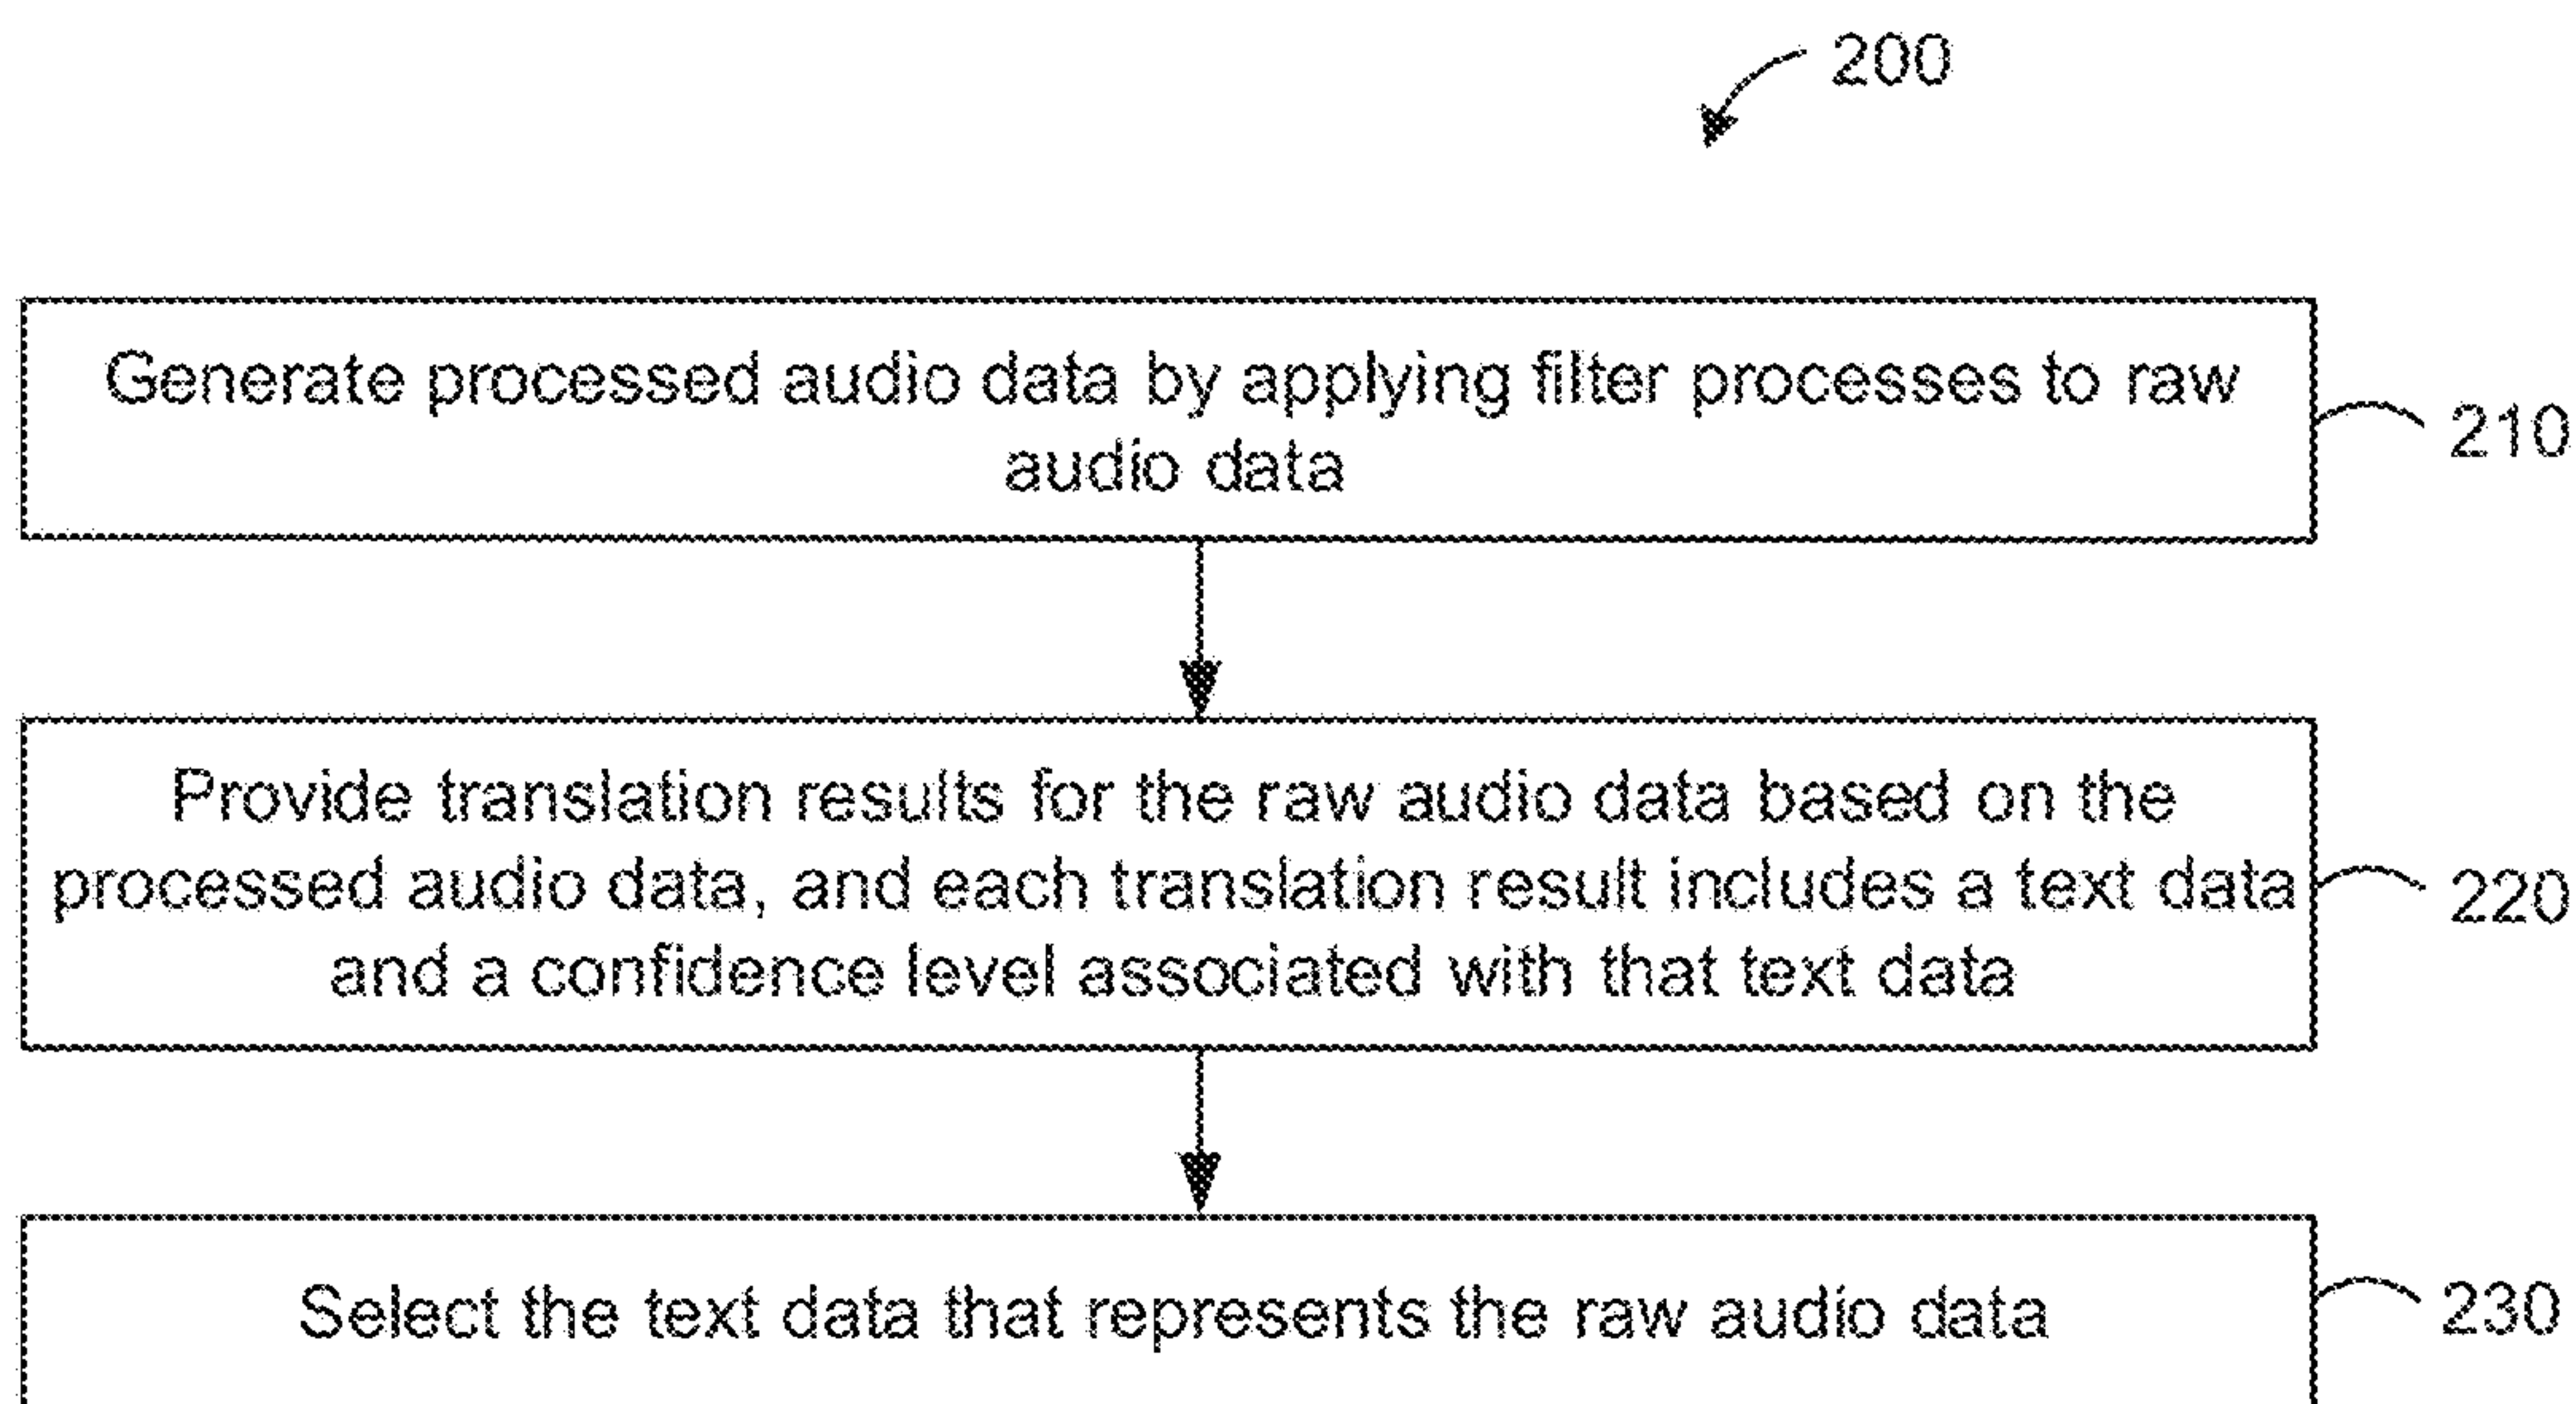 200
Generate processed audio data by applying filter processes to raw
audio data
210
Provide translation results for the raw audio data based on the
processed audio data, and each translation result includes a text data
and a confidence level associated with that text data
220
Select the text data that represents the raw audio data
230